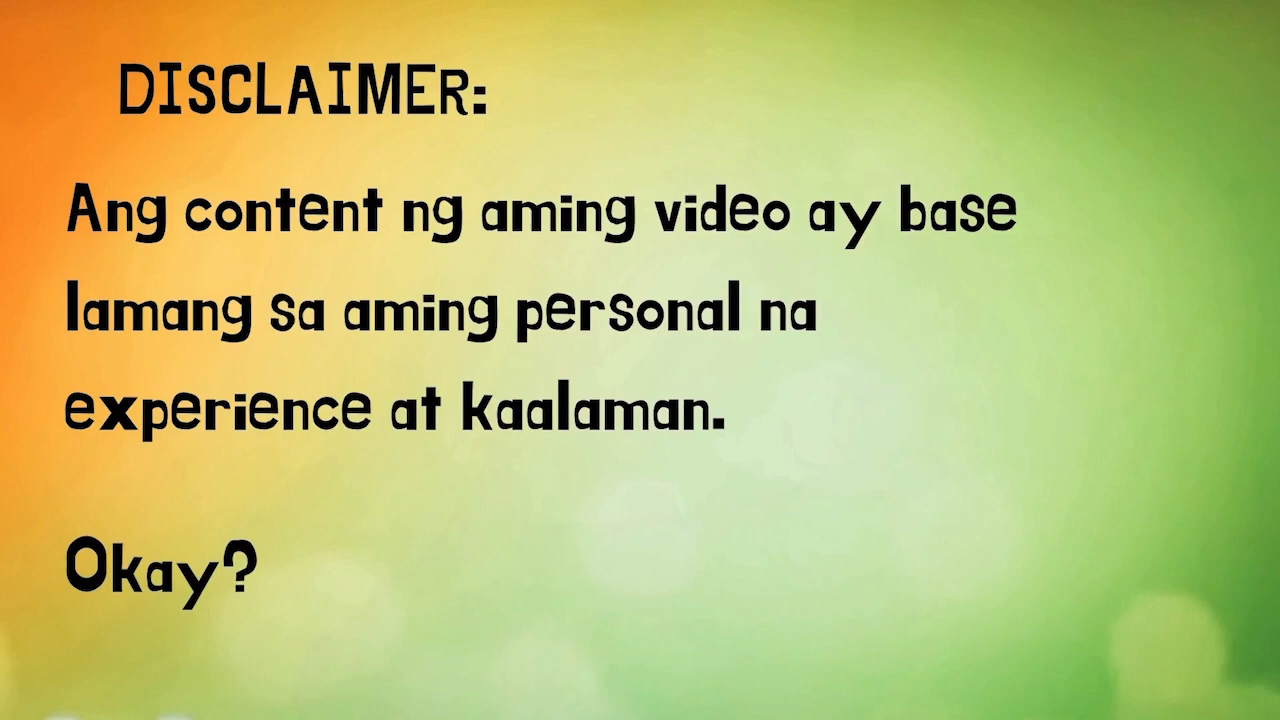 DISCLAIMER:
Ang content ng aming video ay base
lamang sa aming personal na
experience at kaalaman.
Okay?